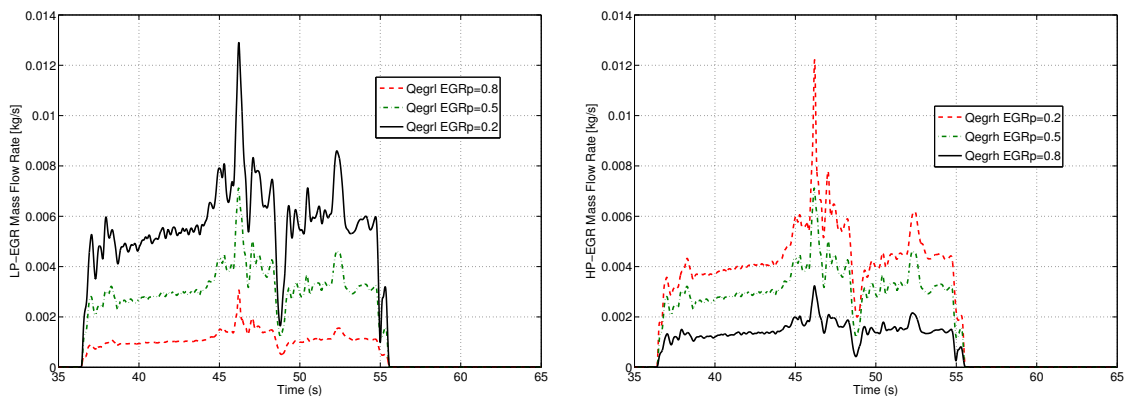 0.014
0.012
0.01
0.008
0.006
0.004
0.002
0
LP−EGR Mass Flow Rate [kg/s]
Qegrl EGRp=0.8
Qegrl EGRp=0.5
Qegrl EGRp=0.2
35 40 45 50 55 60 65
Time (s)
0.014
0.012
0.01
0.008
0.006
0.004
0.002
0
HP−EGR Mass Flow Rate [kg/s]
Qegrh EGRp=0.2
Qegrh EGRp=0.5
Qegrh EGRp=0.8
35 40 45 50 55 60 65
Time (s)